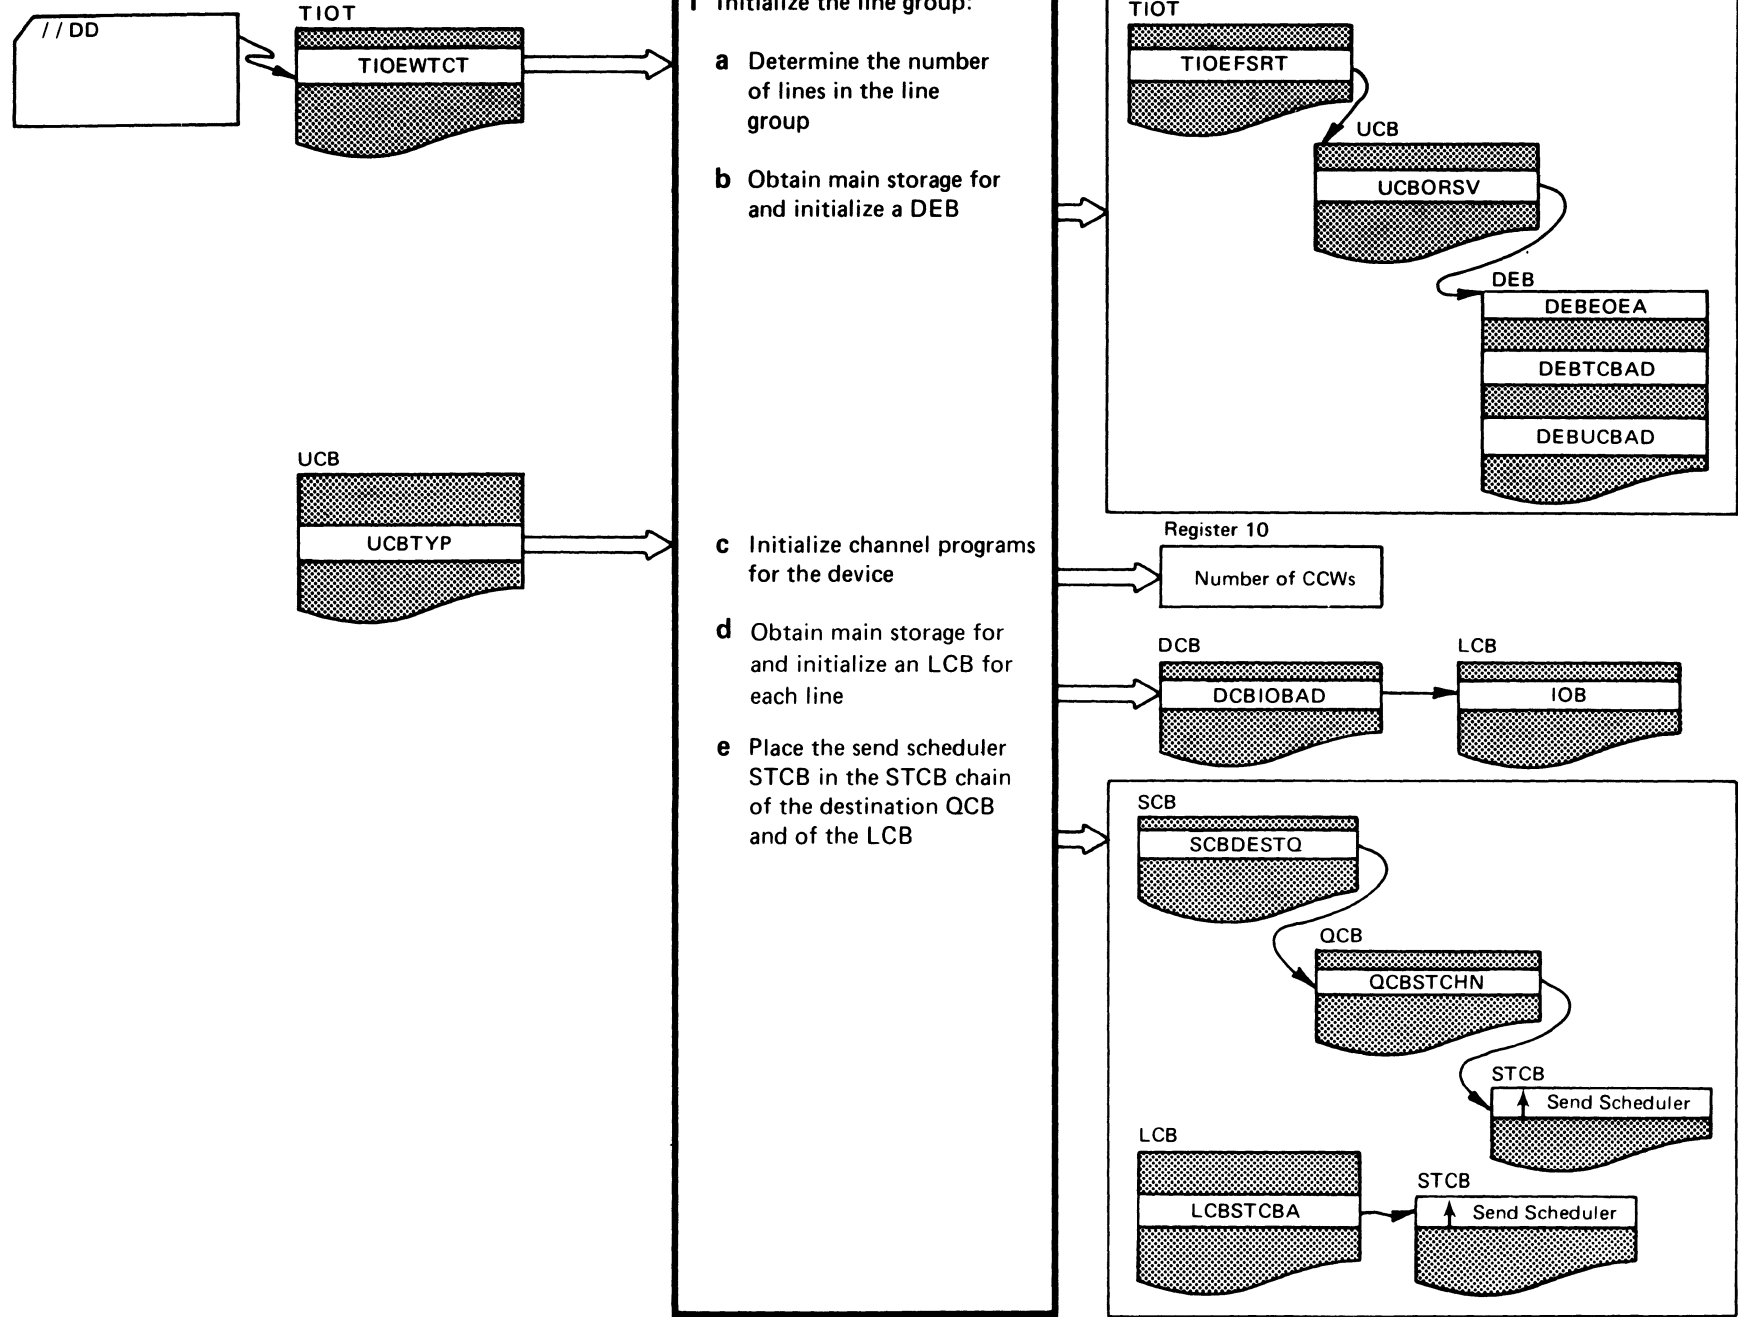 //DD
TIOT
TIOEWTCT
UCB
UCBTYP
Initialize the line group:
a Determine the number
of lines in the line
group
b Obtain main storage for
and initialize a DEB
c Initialize channel programs
for the device
d Obtain main storage for
and initialize an LCB for
each line
e Place the send scheduler
STCB in the STCB chain
of the destination QCB
and of the LCB
TIOT
TIOEFSRT
UCB
UCBORSV
DEB
DEBEOEA
DEBTCBAD
DEBUCBAD
Register 10
Number of CCWs
DCB
DCBIOBAD
LCB
IOB
SCB
SCBDESTQ
QCB
QCBSTCHN
STCB
Send Scheduler
LCB
LCBSTCBA
STCB
Send Scheduler